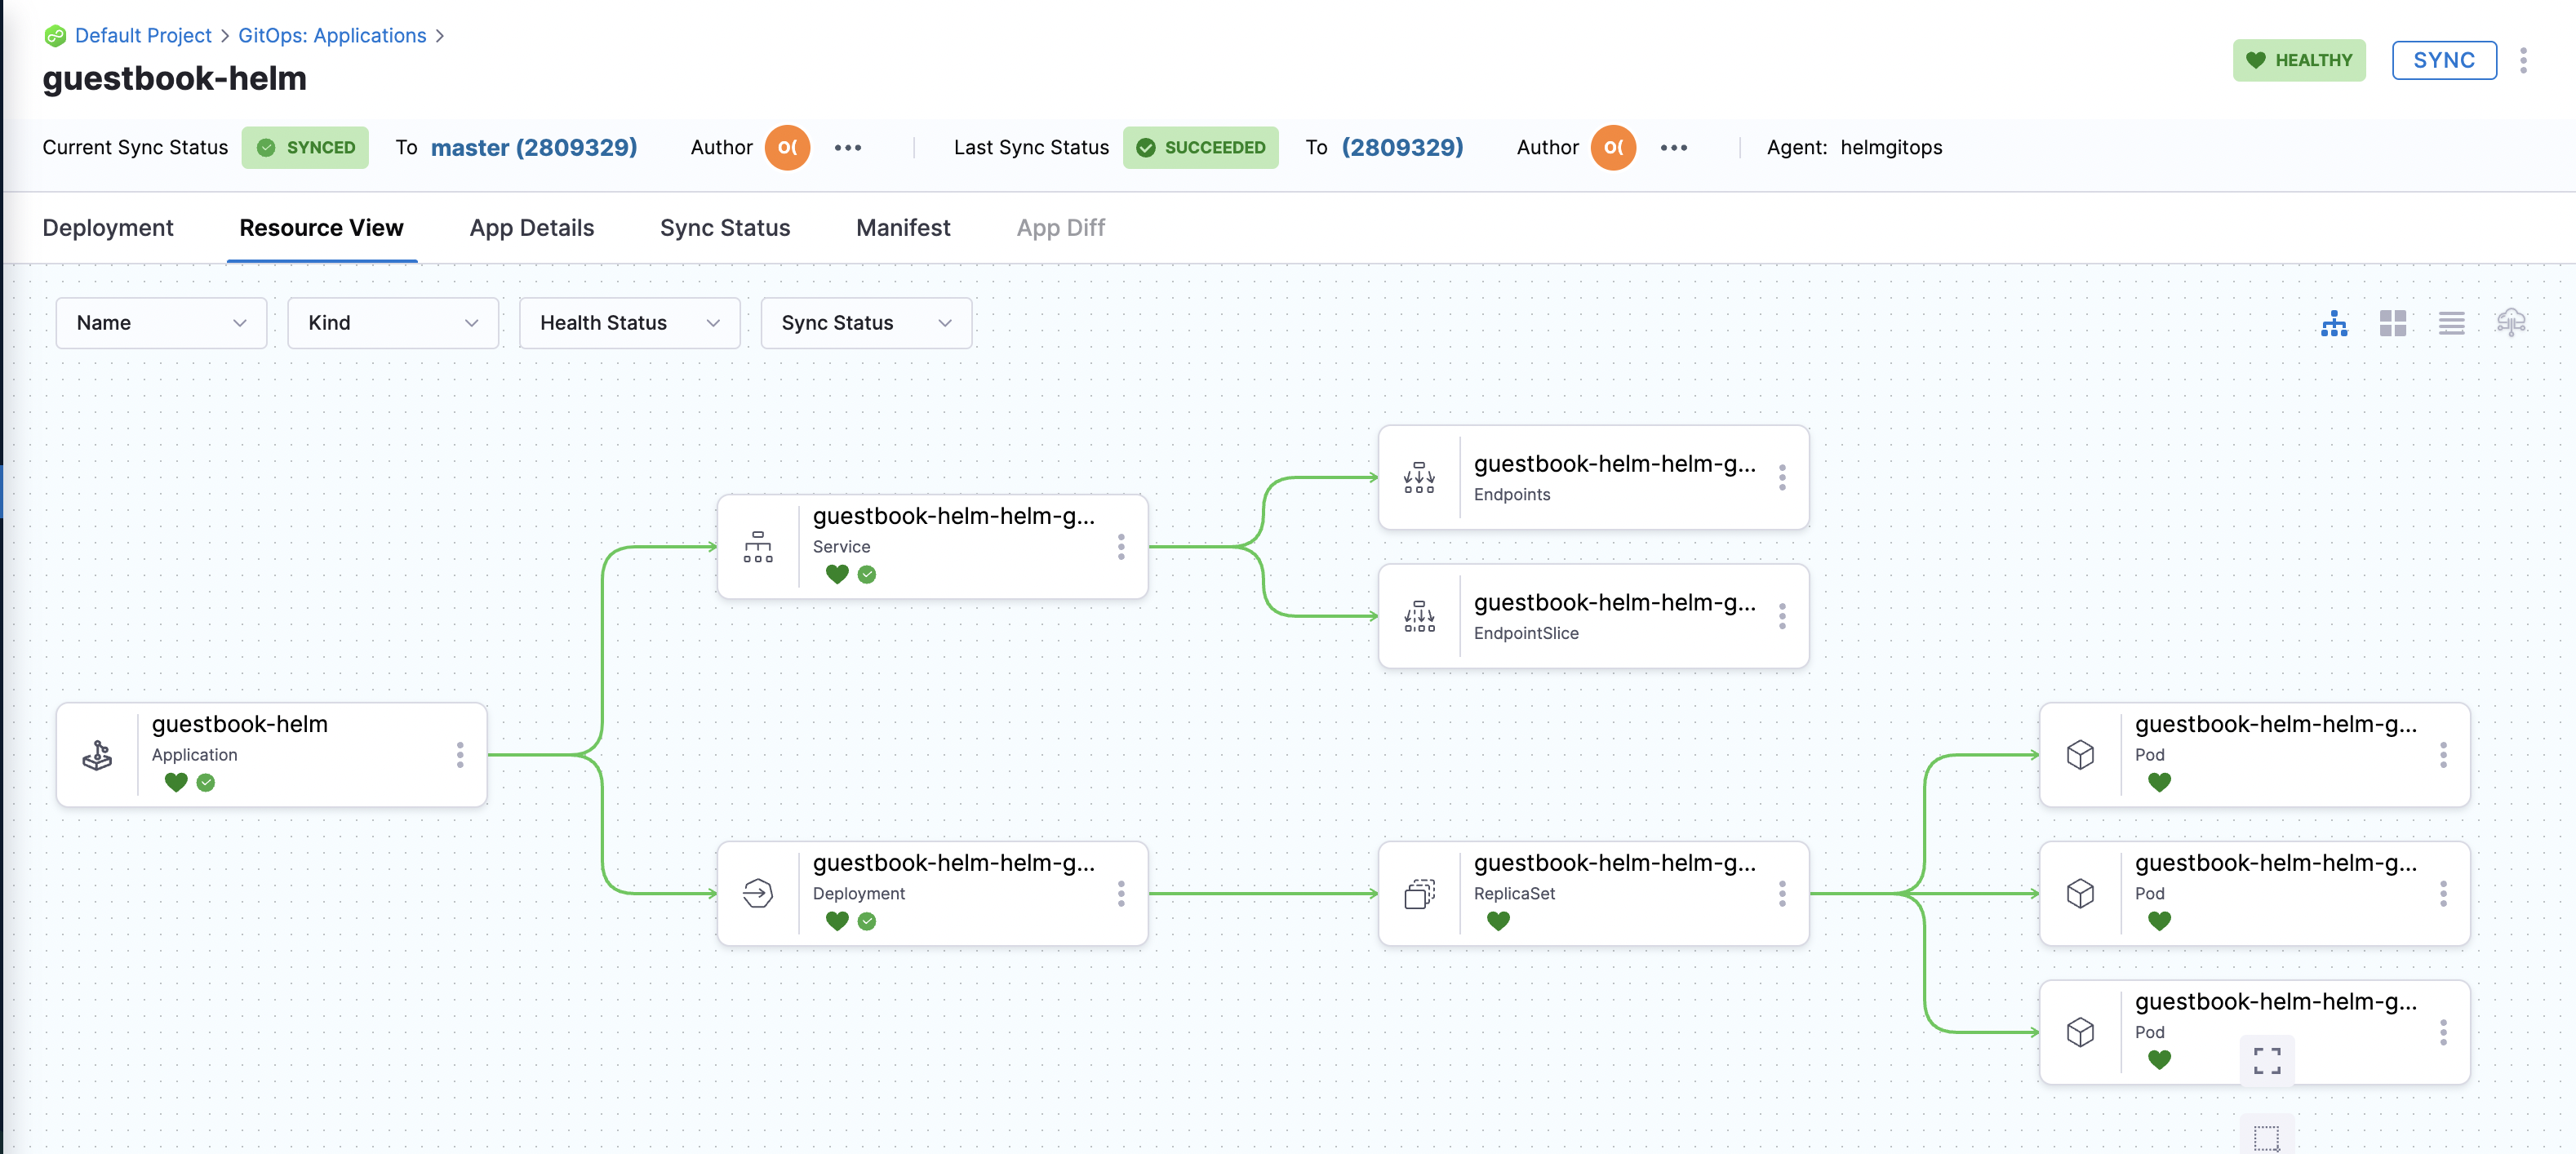 Default Project > GitOps: Applications >
guestbook-helm
HEALTHY
SYNC
Current Sync Status SYNCED To master (2809329) Author O( ••• Last Sync Status SUCCEEDED To (2809329) Author O( ••• Agent: helmgitops
Deployment Resource View App Details Sync Status Manifest App Diff
Name Kind Health Status Sync Status
guestbook-helm-helm-g...
Endpoints
guestbook-helm-helm-g...
Service
guestbook-helm-helm-g...
EndpointSlice
guestbook-helm
Application
guestbook-helm-helm-g...
Pod
guestbook-helm-helm-g...
Deployment
guestbook-helm-helm-g...
ReplicaSet
guestbook-helm-helm-g...
Pod
guestbook-helm-helm-g...
Pod